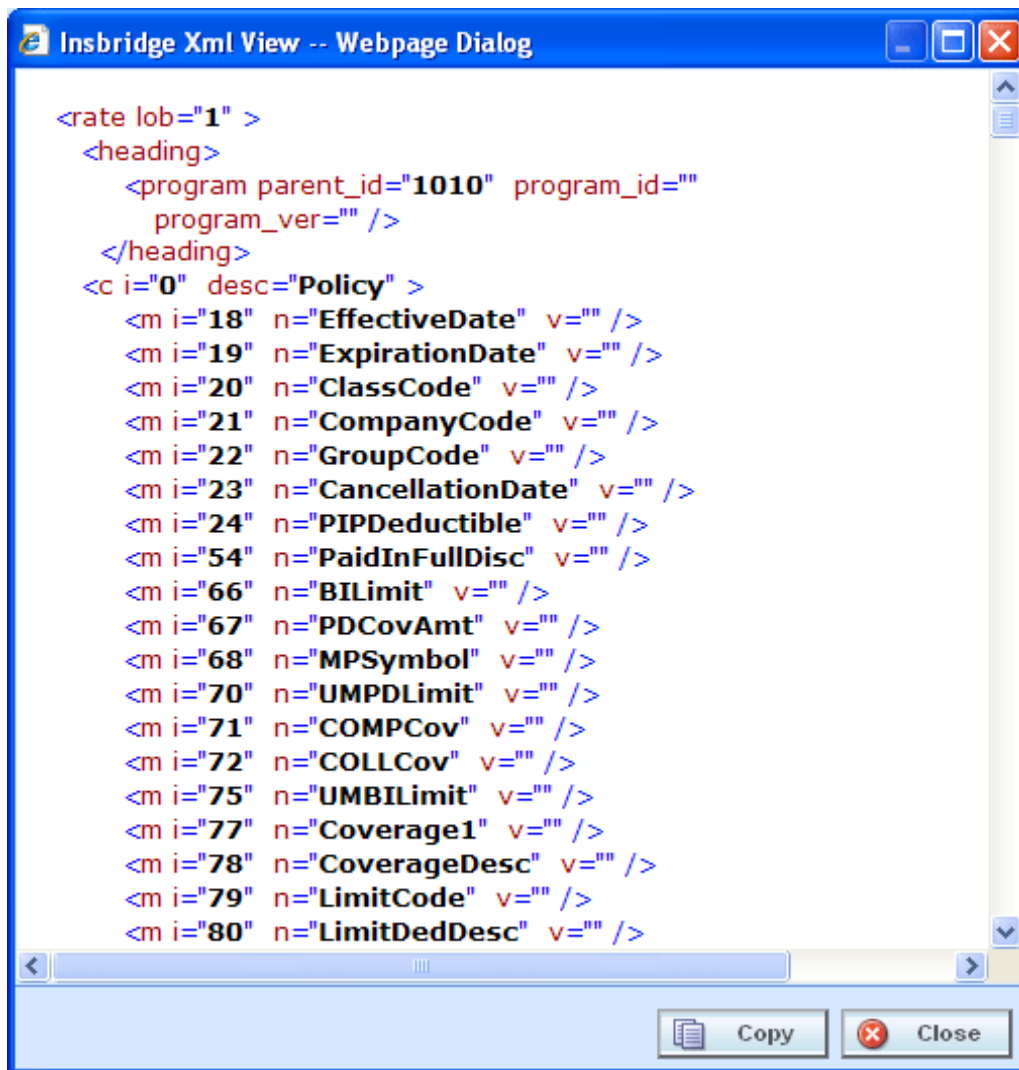 Insbridge Xml View -- Webpage Dialog
<rate lob="1" >
<heading>
<program parent_id="1010" program_id=""
program_ver="" />
</heading>
<c i="0" desc="Policy" >
<m i="18" n="EffectiveDate" v="" />
<m i="19" n="ExpirationDate" v="" />
<m i="20" n="ClassCode" v="" />
<m i="21" n="CompanyCode" v="" />
<m i="22" n="GroupCode" v="" />
<m i="23" n="CancellationDate" v="" />
<m i="24" n="PIPDeductible" v="" />
<m i="54" n="PaidInFullDisc" v="" />
<m i="66" n="BILimit" v="" />
<m i="67" n="PDCovAmt" v="" />
<m i="68" n="MPSymbol" v="" />
<m i="70" n="UMPDLimit" v="" />
<m i="71" n="COMPCov" v="" />
<m i="72" n="COLLCov" v="" />
<m i="75" n="UMBILimit" v="" />
<m i="77" n="Coverage1" v="" />
<m i="78" n="CoverageDesc" v="" />
<m i="79" n="LimitCode" v="" />
<m i="80" n="LimitDedDesc" v="" />
Copy Close